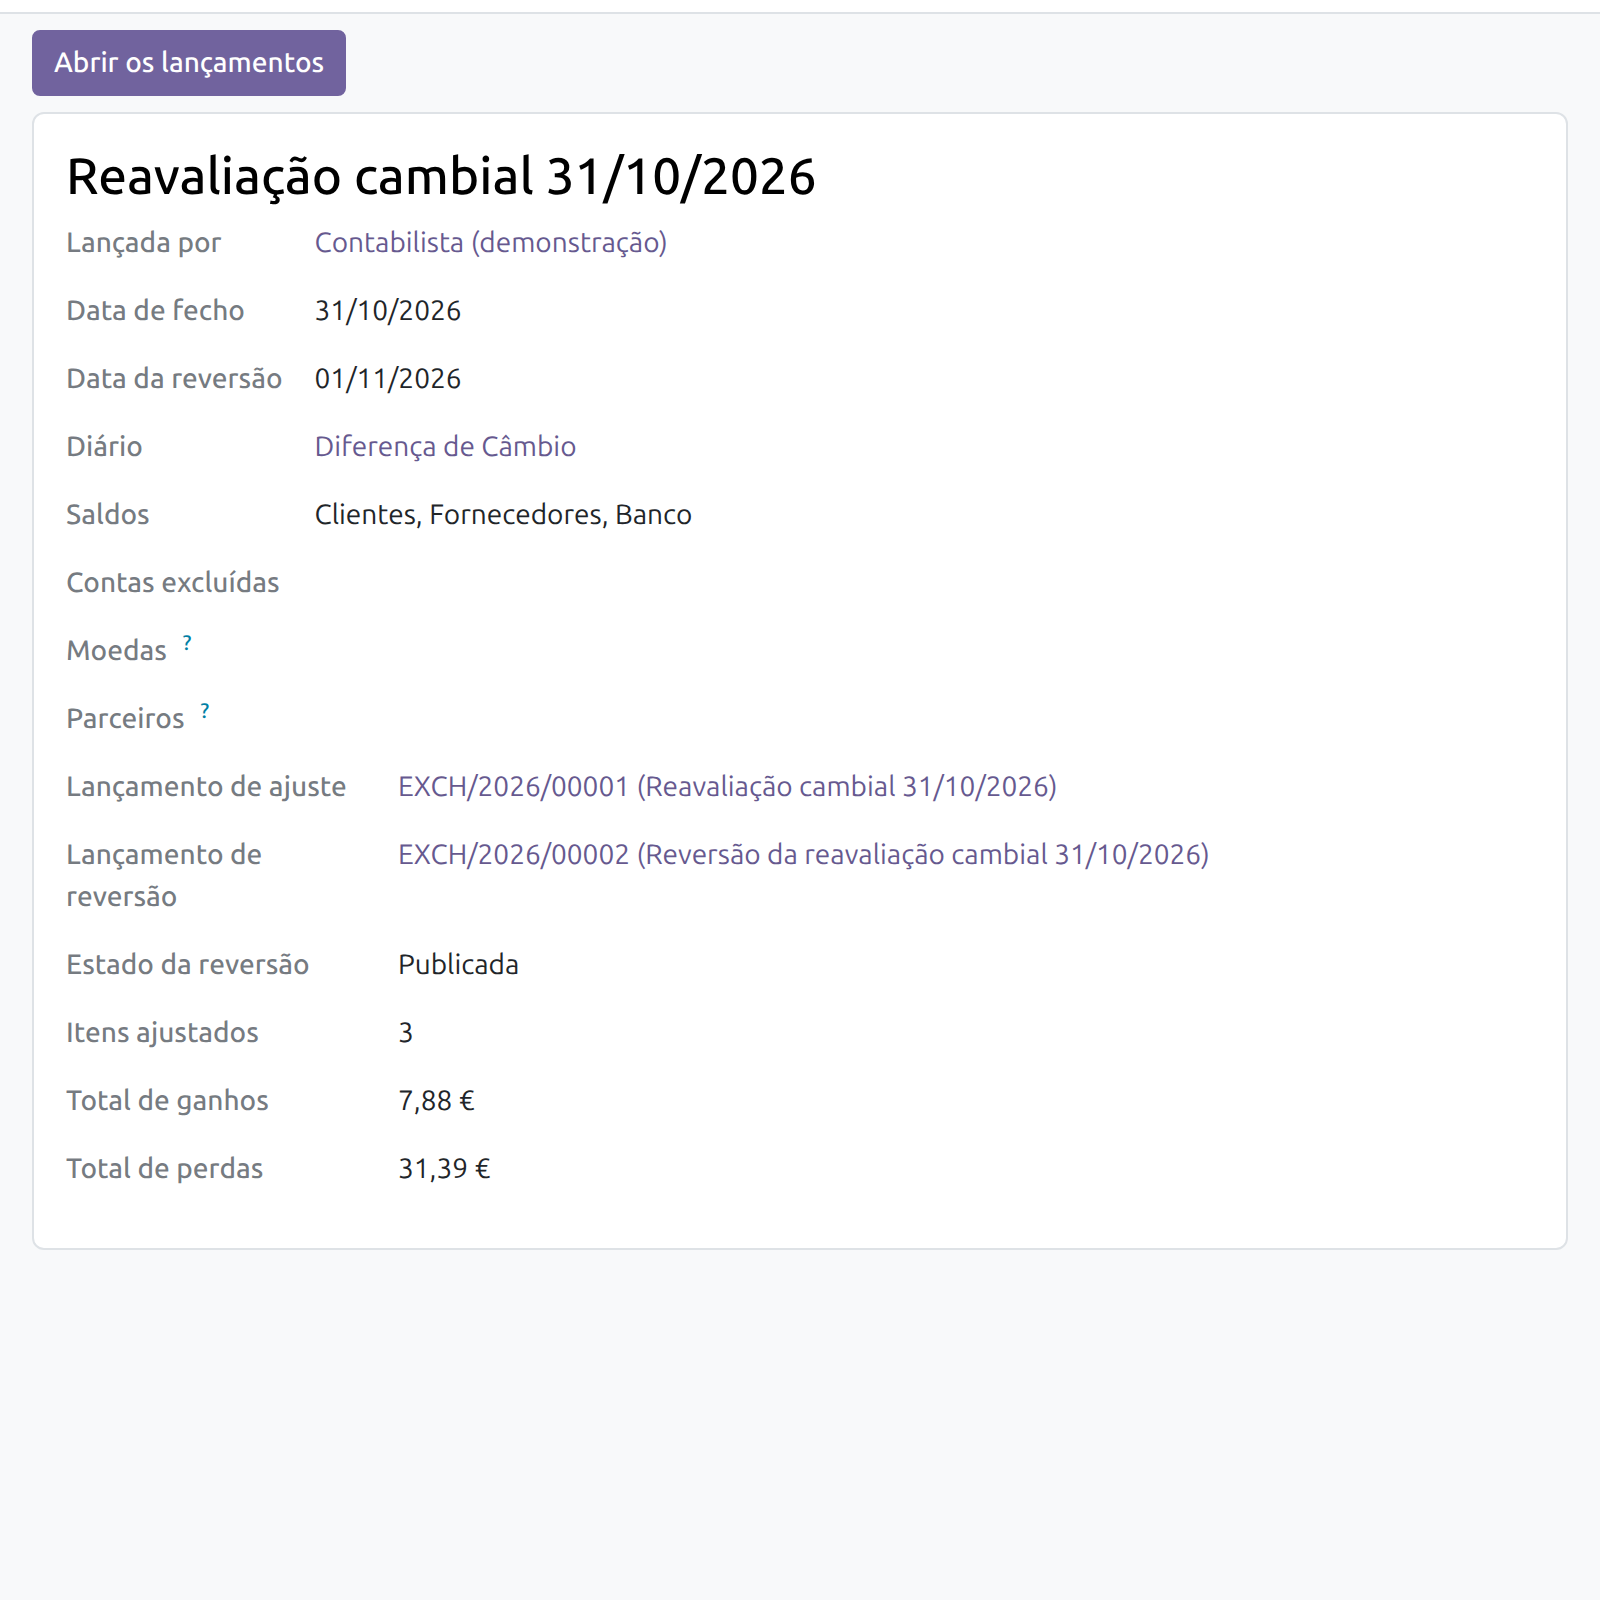 Abrir os lançamentos
Reavaliação cambial 31/10/2026
Lançada por Contabilista (demonstração)
Data de fecho 31/10/2026
Data da reversão 01/11/2026
Diário Diferença de Câmbio
Saldos Clientes, Fornecedores, Banco
Contas excluídas
Moedas ?
Parceiros ?
Lançamento de ajuste EXCH/2026/00001 (Reavaliação cambial 31/10/2026)
Lançamento de EXCH/2026/00002 (Reversão da reavaliação cambial 31/10/2026)
reversão
Estado da reversão Publicada
Itens ajustados 3
Total de ganhos 7,88 €
Total de perdas 31,39 €